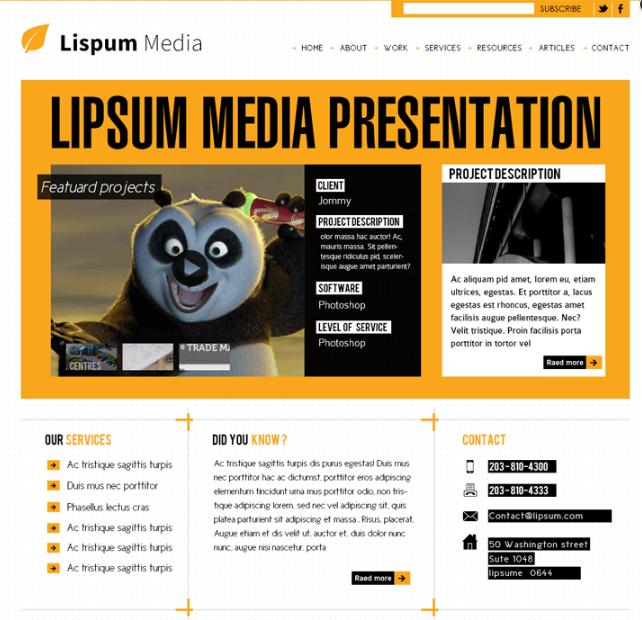 SUBSCRIBE
Lispum Media
HOME
ABOUT
WORK
SERVICES
RESOURCES
ARTICLES
CONTACT
LIPSUM MEDIA PRESENTATION
Featuard projects
CENTRES
TRADE MA
CLIENT
Jommy
PROJECT DESCRIPTION
olor massa hac auctor! Ac,
mauris massa. Sit pellen-
tesque ridiculus pid, sceler-
isque augue amet parturient?
SOFTWARE
Photoshop
LEVEL OF SERVICE
Photoshop
PROJECT DESCRIPTION
Ac aliquam pid amet, lorem eu, etiam
ultrices, egestas. Et porttitor a, lacus
egestas est rhoncus, egestas amet
facilisis augue pellentesque. Nec?
Velit tristique. Proin facilisis porta
porttitor in tortor vel
Raed more
OUR SERVICES
Ac tristique sagittis turpis
Duis mus nec porttitor
Phasellus lectus cras
Ac tristique sagittis turpis
Ac tristique sagittis turpis
Ac tristique sagittis turpis
DID YOU KNOW?
Ac tristique sagittis turpis dis purus egestas! Duis mus
nec porttitor hac ac dictumst, porttitor eros adipiscing
elementum tincidunt urna mus porttitor odio, non tris-
tique adipiscing lorem, sed nec vel adipiscing sit, quis
platea parturient sit adipiscing et massa . Risus, placerat.
Augue etiam et dis velit ut, auctor et, duis dolor nunc
nunc, augue nisi nascetur, porta
Raed more
CONTACT
203-810-4300
203-810-4333
Contact@lipsum.com
50 Washington street
Sute 1048
lipsume 0644